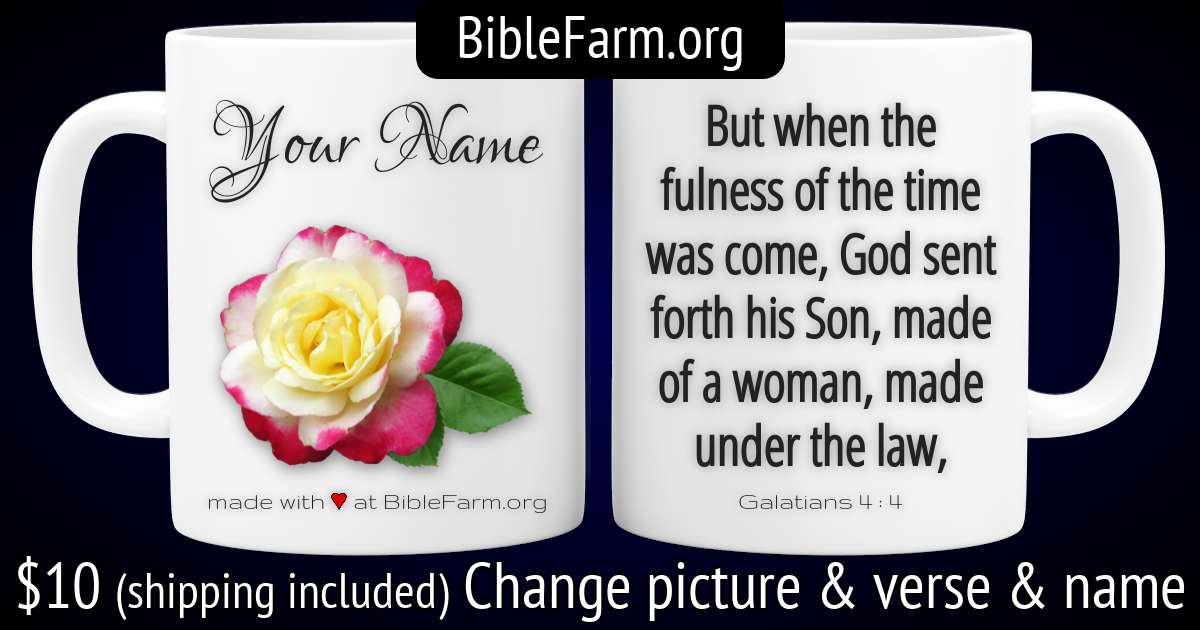 BibleFarm.org
Your Name
made with ♥ at BibleFarm.org
But when the
fulness of the time
was come, God sent
forth his Son, made
of a woman, made
under the law,
Galatians 4 : 4
$10 (shipping included) Change picture & verse & name